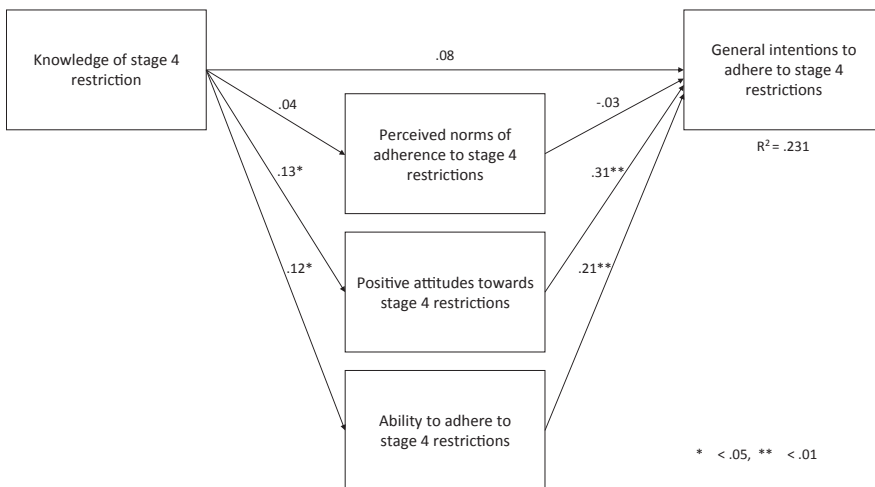 Knowledge of stage 4
restriction
.08
General intentions to
adhere to stage 4
restrictions
R² = .231
.04
Perceived norms of
adherence to stage 4
restrictions
-.03
.13*
Positive attitudes towards
stage 4 restrictions
.31**
.12*
Ability to adhere to
stage 4 restrictions
.21**
* < .05, ** < .01